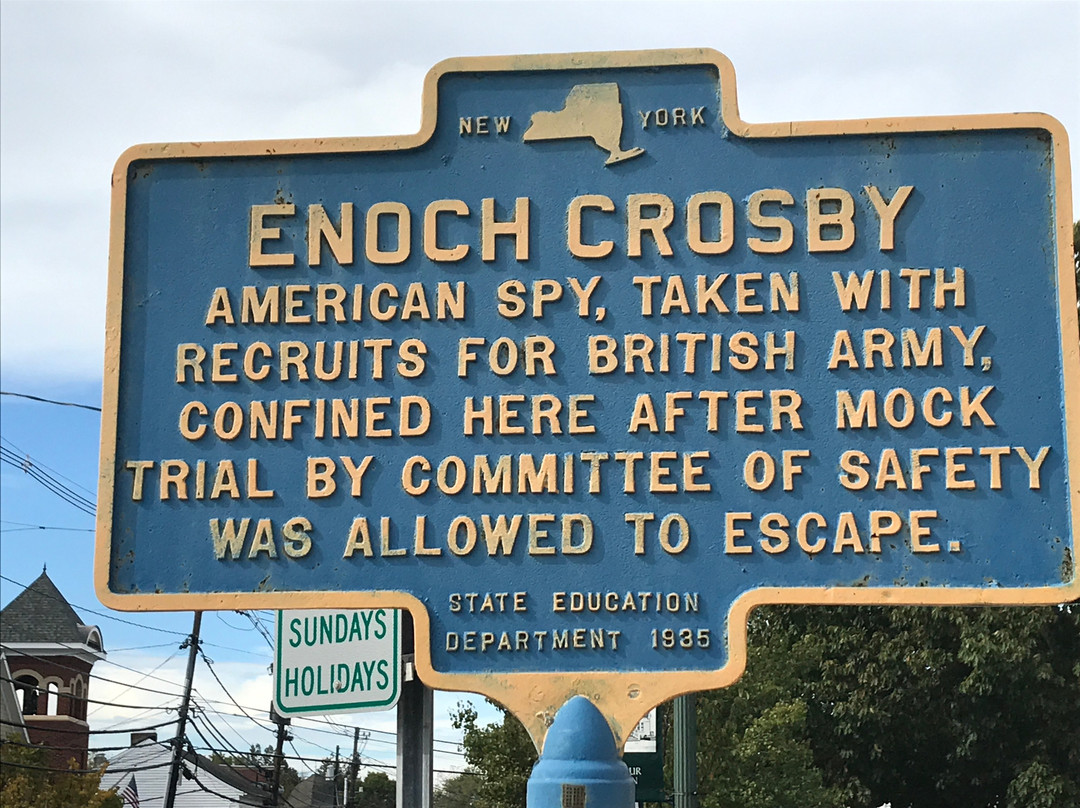 NEW YORK
ENOCH CROSBY
AMERICAN SPY, TAKEN WITH
RECRUITS FOR BRITISH ARMY,
CONFINED HERE AFTER MOCK
TRIAL BY COMMITTEE OF SAFETY
WAS ALLOWED TO ESCAPE.
STATE EDUCATION
DEPARTMENT 1935
SUNDAYS
HOLIDAYS